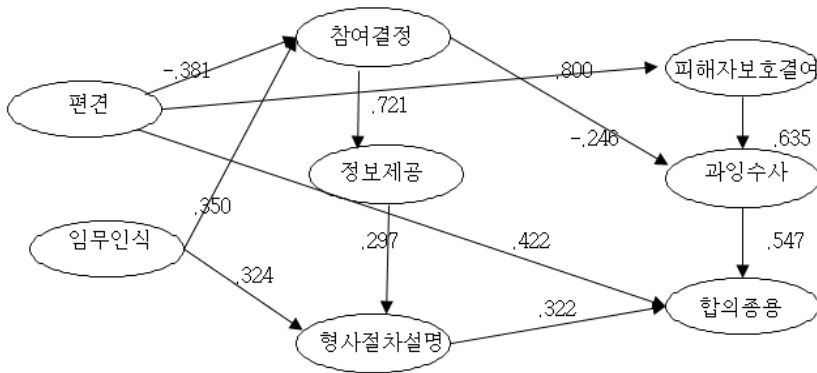 참여결정
-.381
.800
피해자보호결여
편견
.721
-.246
.635
정보제공
과잉수사
.350
임무인식
.297
.422
.547
.324
.322
합의종용
형사절차설명